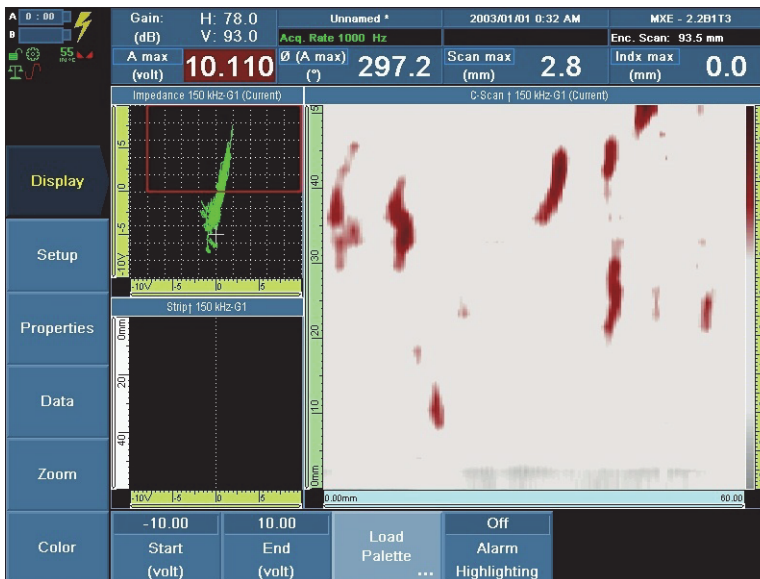 A 0 : 00
B
55
Gain: H: 78.0
(dB) V: 93.0
Unnamed *
2003/01/01 0:32 AM
MXE - 2.2B1T3
Acq. Rate 1000 Hz
Enc. Scan: 93.5 mm
A max
(volt)
10.110
Ø (A max)
(°)
297.2
Scan max
(mm)
2.8
Indx max
(mm)
0.0
Impedance 150 kHz-G1 (Current)
C-Scan † 150 kHz-G1 (Current)
5
0
-5
-10V
-10V -5 0 5
Strip† 150 kHz-G1
0mm
20
40
-10V -5 0 5
40
30
20
10
0mm
0.00mm 60.00
Display
Setup
Properties
Data
Zoom
Color
-10.00
Start
(volt)
10.00
End
(volt)
Load
Palette
...
Off
Alarm
Highlighting